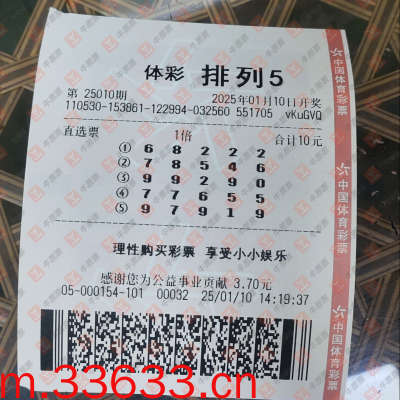 体彩 排列5
第 25010期 2025年01月10日开奖
110530-153861-122994-032560 551705 vKuGVQ
直选票 1倍 合计10元
① 6 8 2 2 2
② 7 8 5 4 6
③ 9 9 2 9 0
④ 7 7 6 5 5
⑤ 9 7 9 1 9
理性购买彩票 享受小小娱乐
感谢您为公益事业贡献 3.70元
05-000154-101 00032 25/01/10 14:19:37
中国体育彩票
中国体育彩票
中国体育彩票
m.33633.cn